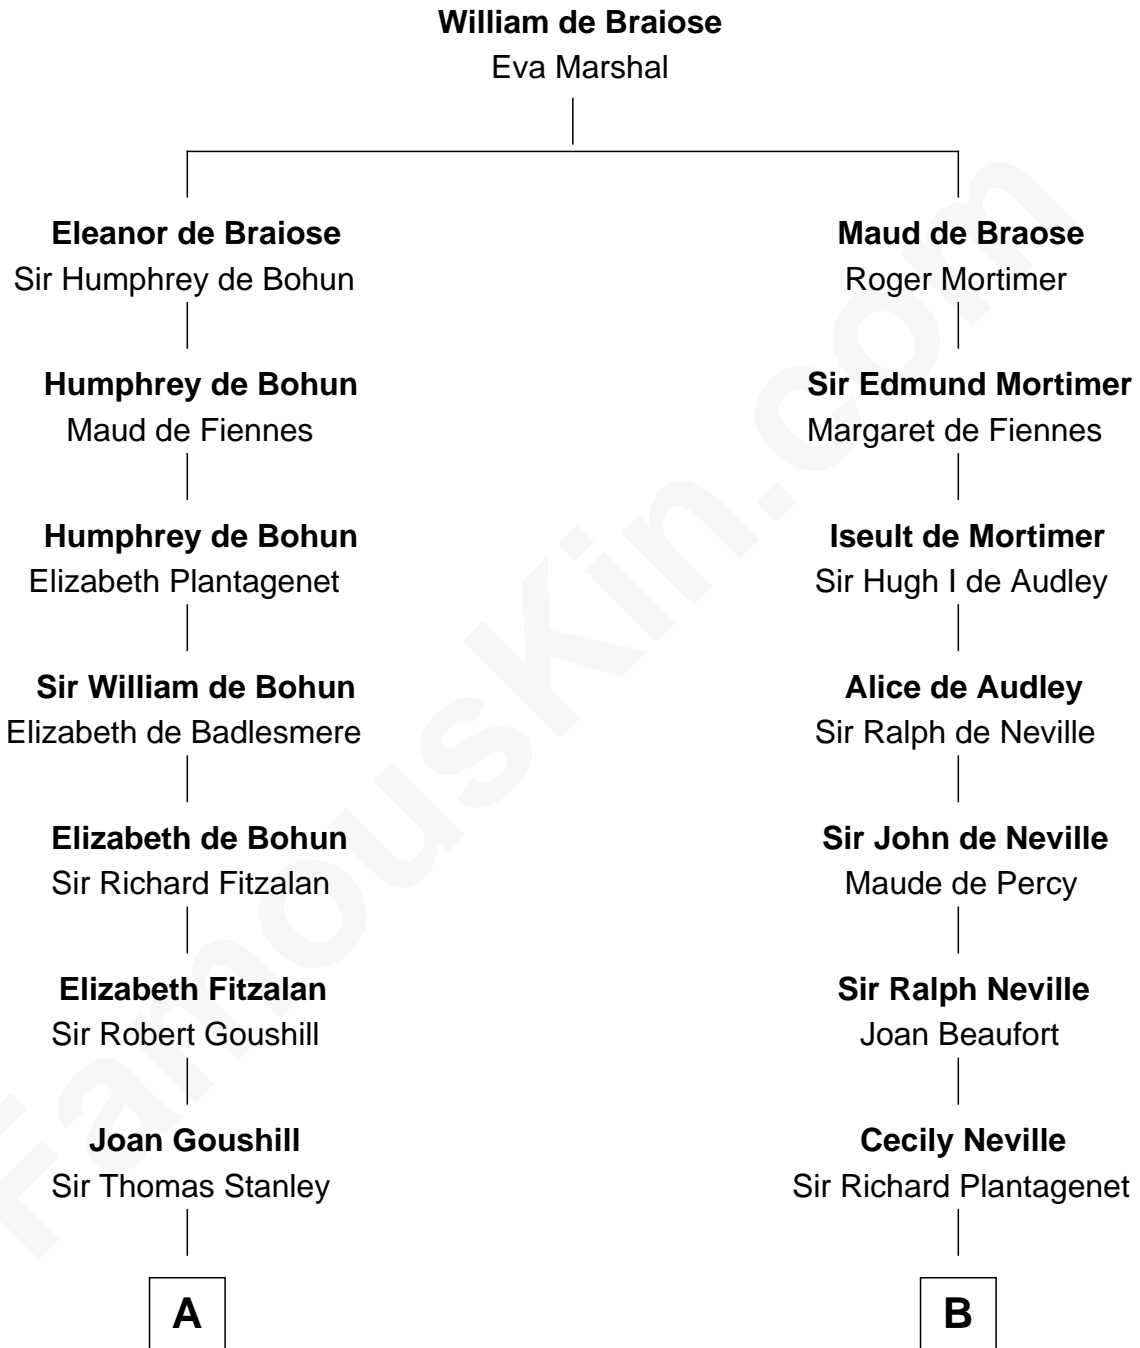 William de Braiose
Eva Marshal
Eleanor de Braiose
Sir Humphrey de Bohun
Humphrey de Bohun
Maud de Fiennes
Humphrey de Bohun
Elizabeth Plantagenet
Sir William de Bohun
Elizabeth de Badlesmere
Elizabeth de Bohun
Sir Richard Fitzalan
Elizabeth Fitzalan
Sir Robert Goushill
Joan Goushill
Sir Thomas Stanley
A
Maud de Braose
Roger Mortimer
Sir Edmund Mortimer
Margaret de Fiennes
Iseult de Mortimer
Sir Hugh I de Audley
Alice de Audley
Sir Ralph de Neville
Sir John de Neville
Maude de Percy
Sir Ralph Neville
Joan Beaufort
Cecily Neville
Sir Richard Plantagenet
B
FamousKin.com